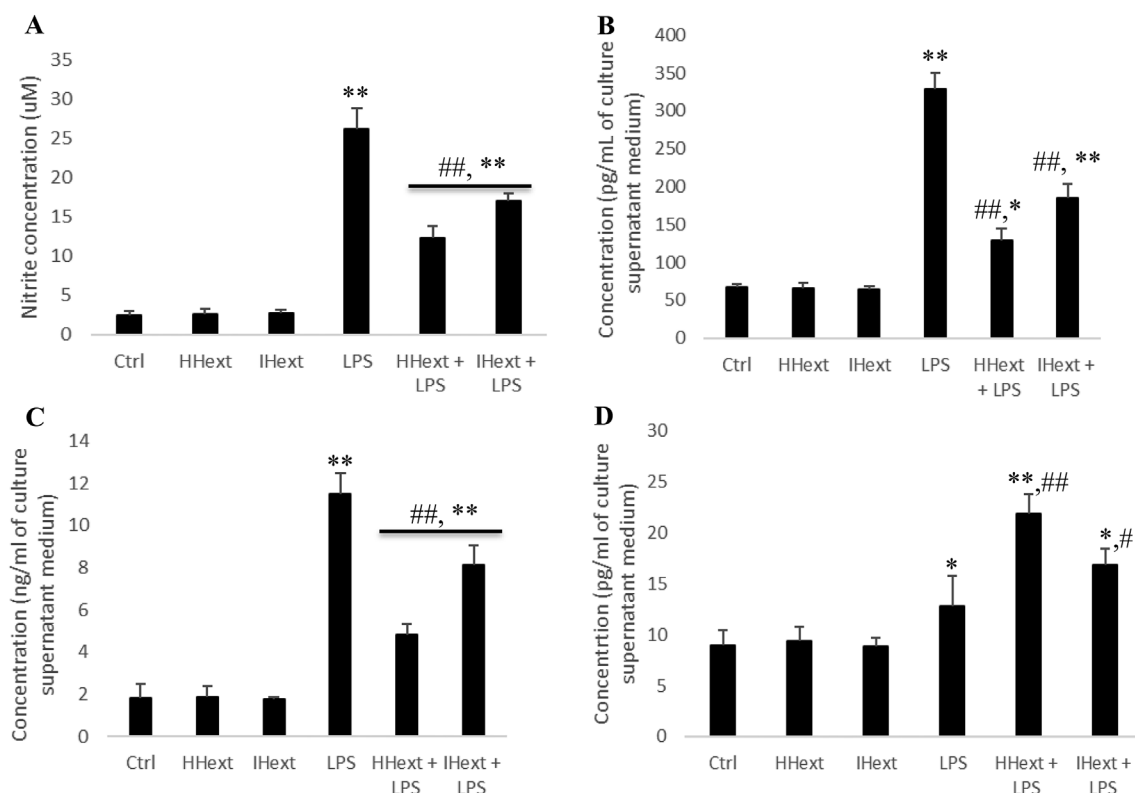 A
Nitrite concentration (uM)
35
30
25
20
15
10
5
0
**
##, **
Ctrl
HHext
IHext
LPS
HHext +
LPS
IHext +
LPS
B
Concentration (pg/mL of culture
supernatant medium)
400
350
300
250
200
150
100
50
0
**
##,*
##, **
Ctrl
HHext
IHext
LPS
HHext
+ LPS
IHext +
LPS
C
Concentration (ng/ml of culture
supernatant medium)
14
12
10
8
6
4
2
0
**
##, **
Ctrl
HHext
IHext
LPS
HHext +
LPS
IHext +
LPS
D
Concentrtion (pg/ml of culture
supernatant medium)
30
25
20
15
10
5
0
*
**,##
*,#
Ctrl
HHext
IHext
LPS
HHext +
LPS
IHext +
LPS